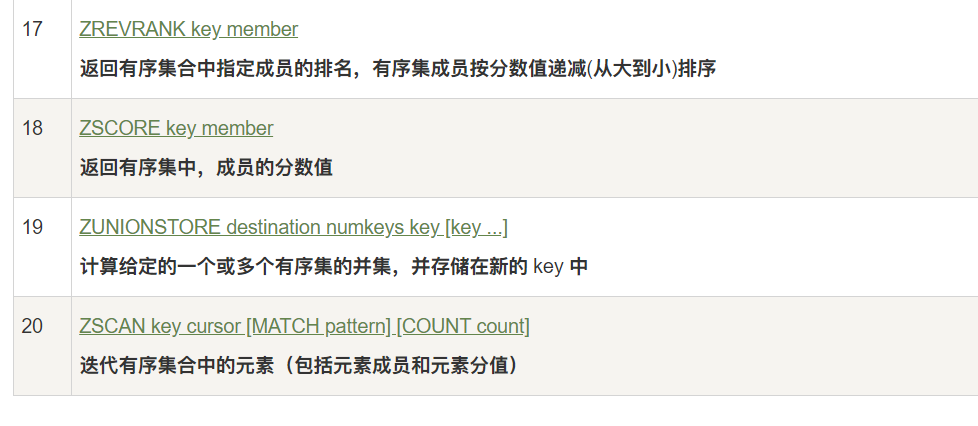 17 ZREVRANK key member
返回有序集合中指定成员的排名，有序集成员按分数值递减(从大到小)排序
18 ZSCORE key member
返回有序集中，成员的分数值
19 ZUNIONSTORE destination numkeys key [key ...]
计算给定的一个或多个有序集的并集，并存储在新的 key 中
20 ZSCAN key cursor [MATCH pattern] [COUNT count]
迭代有序集合中的元素（包括元素成员和元素分值）